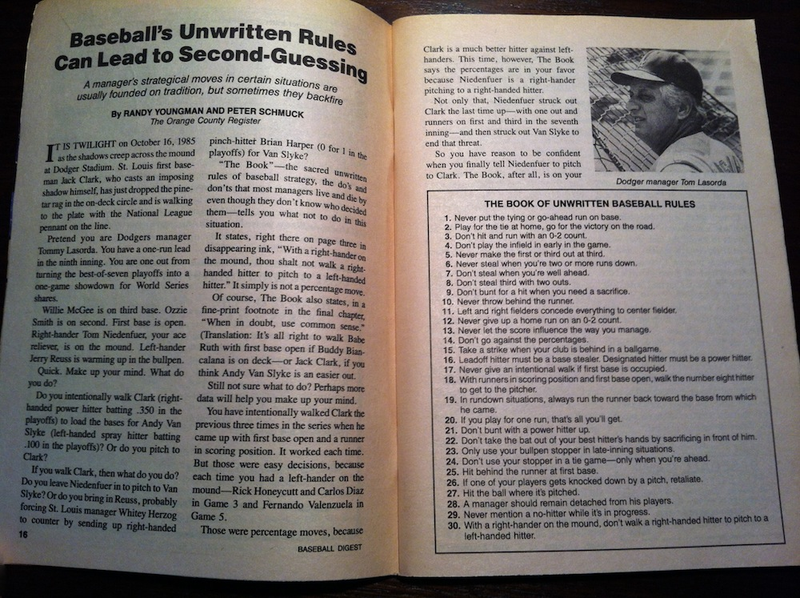 Baseball's Unwritten Rules
Can Lead to Second-Guessing
A manager's strategical moves in certain situations are
usually founded on tradition, but sometimes they backfire
By RANDY YOUNGMAN AND PETER SCHMUCK
The Orange County Register
IT IS TWILIGHT on October 16, 1985
as the shadows creep across the mound
at Dodger Stadium. St. Louis first base-
man Jack Clark, who casts an imposing
shadow himself, has just dropped the pine-
tar rag in the on-deck circle and is walking
to the plate with the National League
pennant on the line.
Pretend you are Dodgers manager
Tommy Lasorda. You have a one-run lead
in the ninth inning. You are one out from
turning the best-of-seven playoffs into a
one-game showdown for World Series
shares.
Willie McGee is on third base. Ozzie
Smith is on second. First base is open.
Right-hander Tom Niedenfuer, your ace
reliever, is on the mound. Left-hander
Jerry Reuss is warming up in the bullpen.
Quick. Make up your mind. What do
you do?
Do you intentionally walk Clark (right-
handed power hitter batting .350 in the
playoffs) to load the bases for Andy Van
Slyke (left-handed spray hitter batting
.100 in the playoffs)? Or do you pitch to
Clark?
If you walk Clark, then what do you do?
Do you leave Niedenfuer in to pitch to Van
Slyke? Or do you bring in Reuss, probably
forcing St. Louis manager Whitey Herzog
to counter by sending up right-handed
16
pinch-hitter Brian Harper (0 for 1 in the
playoffs) for Van Slyke?
"The Book"—the sacred unwritten
rules of baseball strategy, the do's and
don'ts that most managers live and die by
even though they don't know who decided
them—tells you what not to do in this
situation.
It states, right there on page three in
disappearing ink, "With a right-hander on
the mound, thou shalt not walk a right-
handed hitter to pitch to a left-handed
hitter." It simply is not a percentage move.
Of course, The Book also states, in a
fine-print footnote in the final chapter,
"When in doubt, use common sense."
(Translation: It's all right to walk Babe
Ruth with first base open if Buddy Bian-
calana is on deck—or Jack Clark, if you
think Andy Van Slyke is an easier out.
Still not sure what to do? Perhaps more
data will help you make up your mind.
You have intentionally walked Clark the
previous three times in the series when he
came up with first base open and a runner
in scoring position. It worked each time.
But those were easy decisions, because
each time you had a left-hander on the
mound—Rick Honeycutt and Carlos Diaz
in Game 3 and Fernando Valenzuela in
Game 5.
Those were percentage moves, because
BASEBALL DIGEST
Clark is a much better hitter against left-
handers. This time, however, The Book
says the percentages are in your favor
because Niedenfuer is a right-hander
pitching to a right-handed hitter.
Not only that, Niedenfuer struck out
Clark the last time up—with one out and
runners on first and third in the seventh
inning—and then struck out Van Slyke to
end that threat.
So you have reason to be confident
when you finally tell Niedenfuer to pitch
to Clark. The Book, after all, is on your
Dodger manager Tom Lasorda
THE BOOK OF UNWRITTEN BASEBALL RULES
1. Never put the tying or go-ahead run on base.
2. Play for the tie at home, go for the victory on the road.
3. Don't hit and run with an 0-2 count.
4. Don't play the infield in early in the game.
5. Never make the first or third out at third.
6. Never steal when you're two or more runs down.
7. Don't steal when you're well ahead.
8. Don't steal third with two outs.
9. Don't bunt for a hit when you need a sacrifice.
10. Never throw behind the runner.
11. Left and right fielders concede everything to center fielder.
12. Never give up a home run on an 0-2 count.
13. Never let the score influence the way you manage.
14. Don't go against the percentages.
15. Take a strike when your club is behind in a ballgame.
16. Leadoff hitter must be a base stealer. Designated hitter must be a power hitter.
17. Never give an intentional walk if first base is occupied.
18. With runners in scoring position and first base open, walk the number eight hitter
to get to the pitcher.
19. In rundown situations, always run the runner back toward the base from which
he came.
20. If you play for one run, that's all you'll get.
21. Don't bunt with a power hitter up.
22. Don't take the bat out of your best hitter's hands by sacrificing in front of him.
23. Only use your bullpen stopper in late-inning situations.
24. Don't use your stopper in a tie game—only when you're ahead.
25. Hit behind the runner at first base.
26. If one of your players gets knocked down by a pitch, retaliate.
27. Hit the ball where it's pitched.
28. A manager should remain detached from his players.
29. Never mention a no-hitter while it's in progress.
30. With a right-hander on the mound, don't walk a right-handed hitter to pitch to a
left-handed hitter.